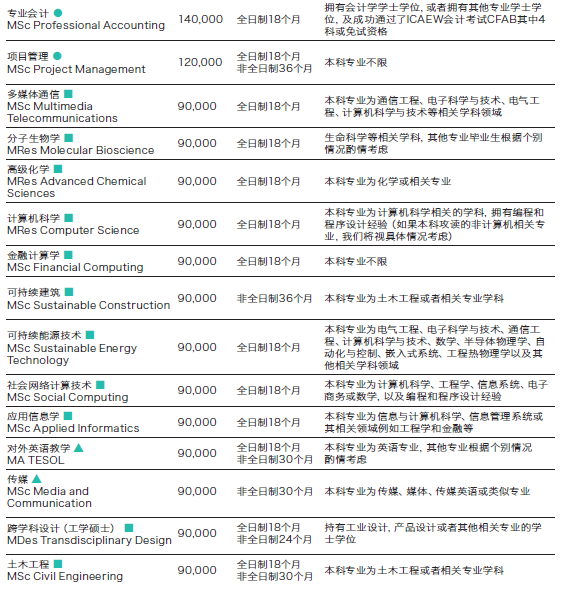 专业会计 ●
MSc Professional Accounting
140,000
全日制18个月
拥有会计学学士学位, 或者拥有其他专业学士学
位, 及成功通过了ICAEW会计考试CFAB其中4
科或免试资格
项目管理 ●
MSc Project Management
120,000
全日制18个月
非全日制36个月
本科专业不限
多媒体通信 ■
MSc Multimedia
Telecommunications
90,000
全日制18个月
本科专业为通信工程、电子科学与技术、电气工
程、计算机科学与技术等相关学科领域
分子生物学 ■
MRes Molecular Bioscience
90,000
全日制18个月
生命科学等相关学科, 其他专业毕业生根据个别
情况酌情考虑
高级化学 ■
MRes Advanced Chemical
Sciences
90,000
全日制18个月
本科专业为化学或相关专业
计算机科学 ■
MRes Computer Science
90,000
全日制18个月
本科专业为计算机科学相关的学科, 拥有编程和
程序设计经验（如果本科攻读的非计算机相关专
业, 我们将视具体情况考虑）
金融计算学 ■
MSc Financial Computing
90,000
全日制18个月
本科专业不限
可持续建筑 ■
MSc Sustainable Construction
90,000
非全日制36个月
本科专业为土木工程或者相关专业学科
可持续能源技术 ■
MSc Sustainable Energy
Technology
90,000
全日制18个月
本科专业为电气工程、电子科学与技术、通信工
程、计算机科学与技术、数学、半导体物理学、自
动化与控制、嵌入式系统、工程热物理学以及其
他相关学科领域
社会网络计算技术 ■
MSc Social Computing
90,000
全日制18个月
本科专业为计算机科学、工程学、信息系统、电子
商务或数学, 以及编程和程序设计经验
应用信息学 ■
MSc Applied Informatics
90,000
全日制18个月
本科专业为信息与计算机科学、信息管理系统或
其相关领域例如工程学和金融等
对外英语教学 ▲
MA TESOL
90,000
全日制18个月
非全日制30个月
本科专业为英语专业, 其他专业根据个别情况
酌情考虑
传媒 ▲
MSc Media and
Communication
90,000
非全日制30个月
本科专业为传媒、媒体、传媒英语或类似专业
跨学科设计（工学硕士） ■
MDes Transdisciplinary Design
90,000
全日制18个月
非全日制24个月
持有工业设计, 产品设计或者其他相关专业的学
士学位
土木工程 ■
MSc Civil Engineering
90,000
全日制18个月
非全日制30个月
本科专业为土木工程或者相关专业学科